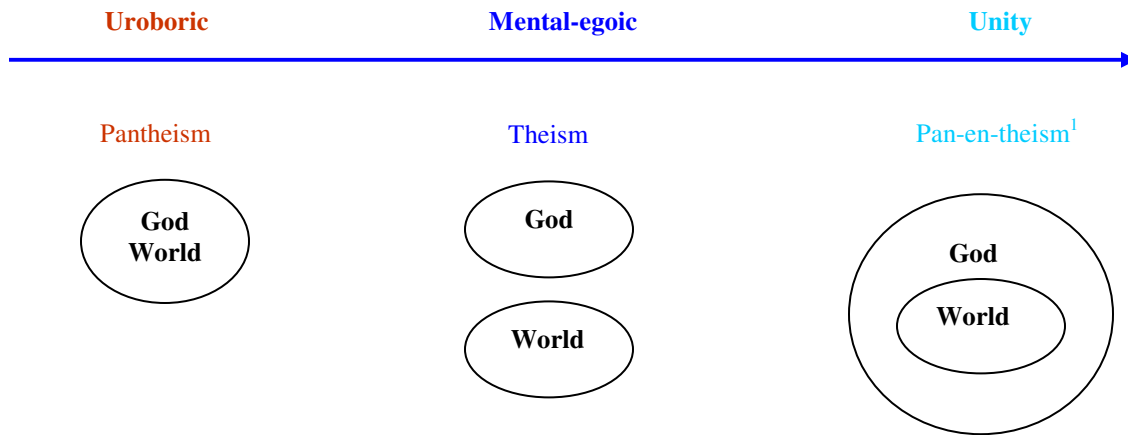 Uroboric Mental-egoic Unity
Pantheism Theism Pan-en-theism¹
God
World
God
World
God
World